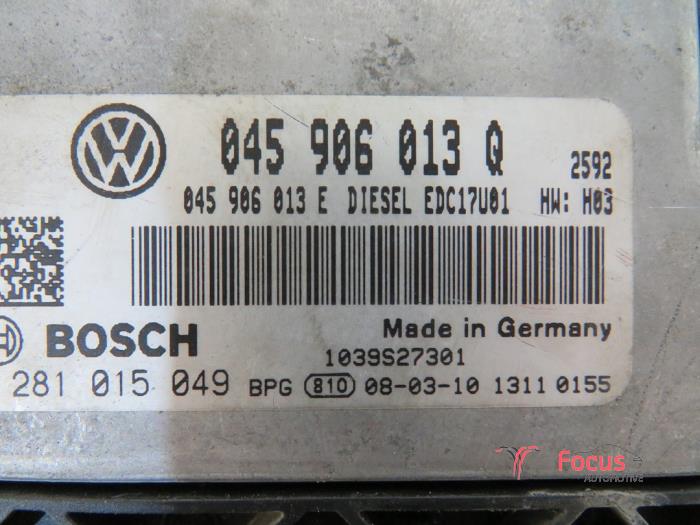 045 906 013 Q
2592
045 906 013 E DIESEL EDC17U01 HW: H03
BOSCH
Made in Germany
1039S27301
281 015 049 BPG 810 08-03-10 1311 0155
Focus
AUTOMOTIVE